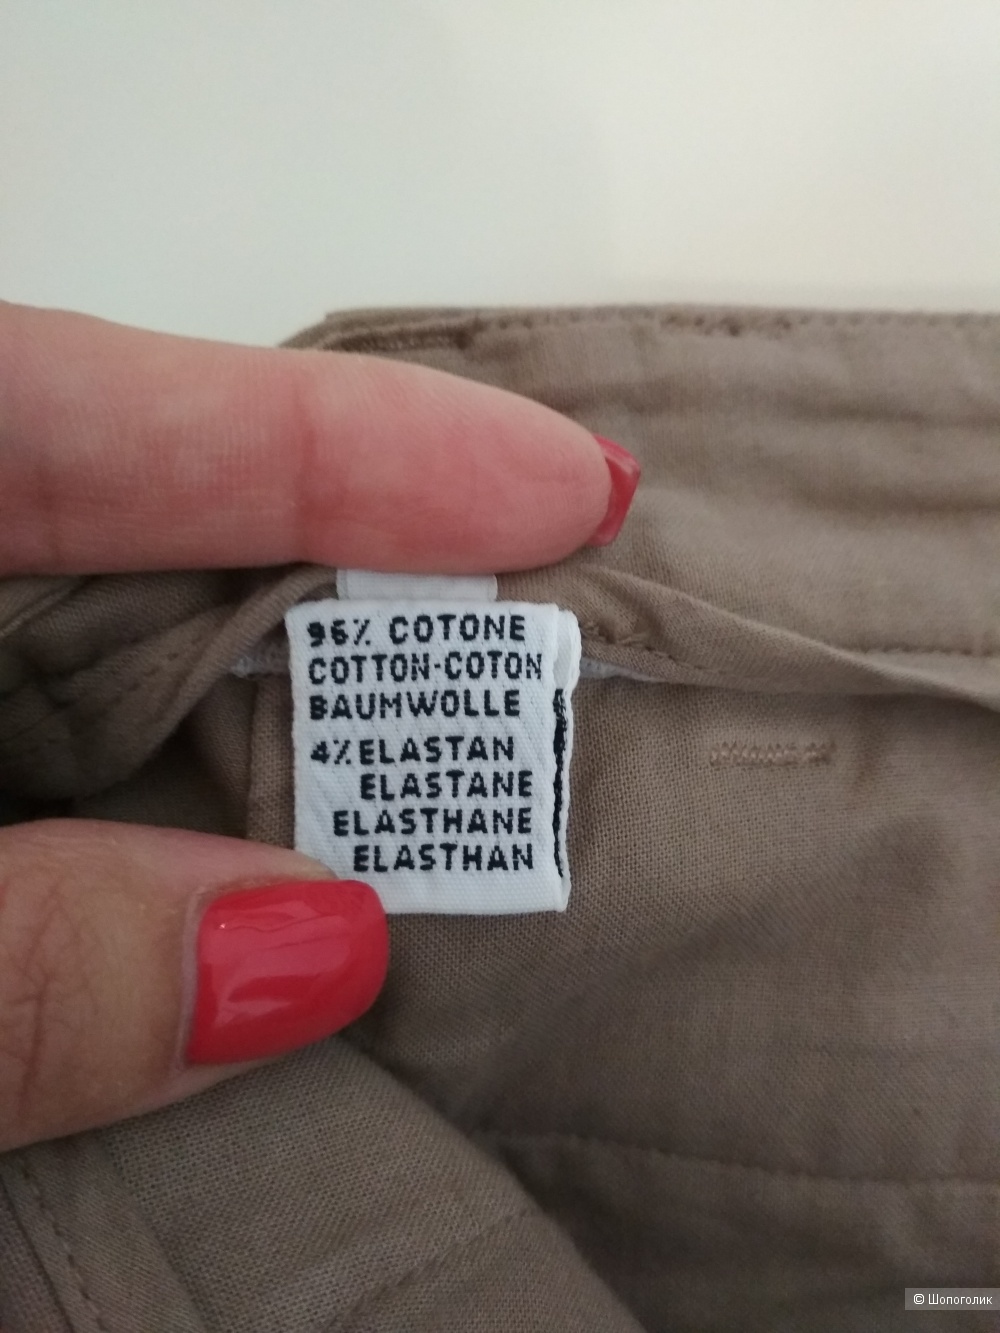 96% COTONE
COTTON-COTON
BAUMWOLLE
4% ELASTAN
ELASTANE
ELASTHANE
ELASTHAN
© Шопоголик